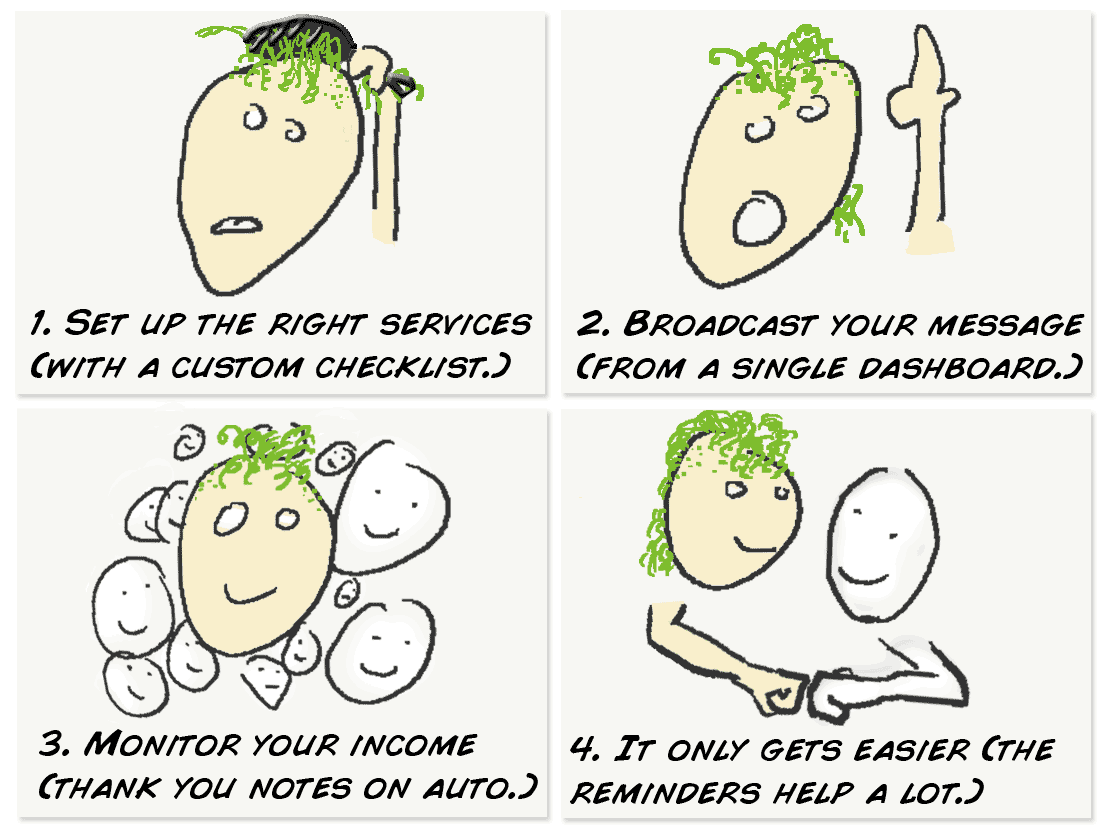 1. Set up the right services
(with a custom checklist.)
2. Broadcast your message
(from a single dashboard.)
3. Monitor your income
(thank you notes on auto.)
4. It only gets easier (the
reminders help a lot.)